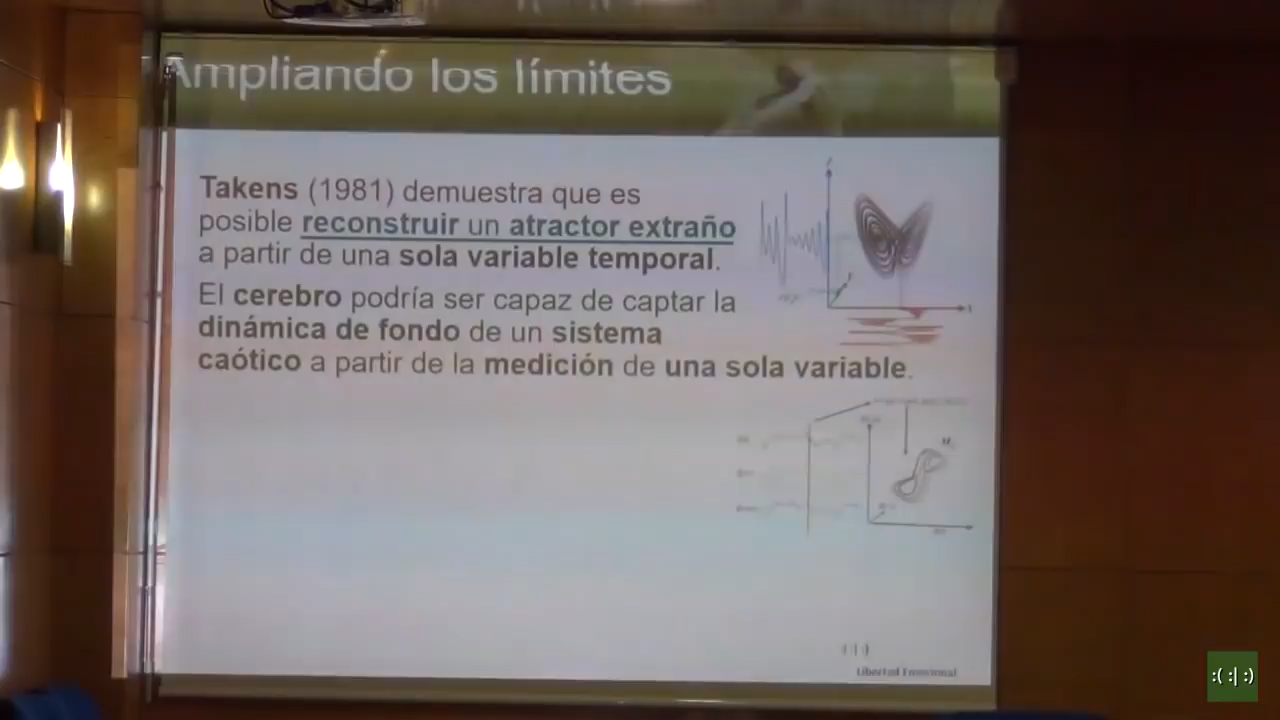 Ampliando los límites
Takens (1981) demuestra que es
posible reconstruir un atractor extraño
a partir de una sola variable temporal.
El cerebro podría ser capaz de captar la
dinámica de fondo de un sistema
caótico a partir de la medición de una sola variable.
Libertad Emocional
:( :| :)